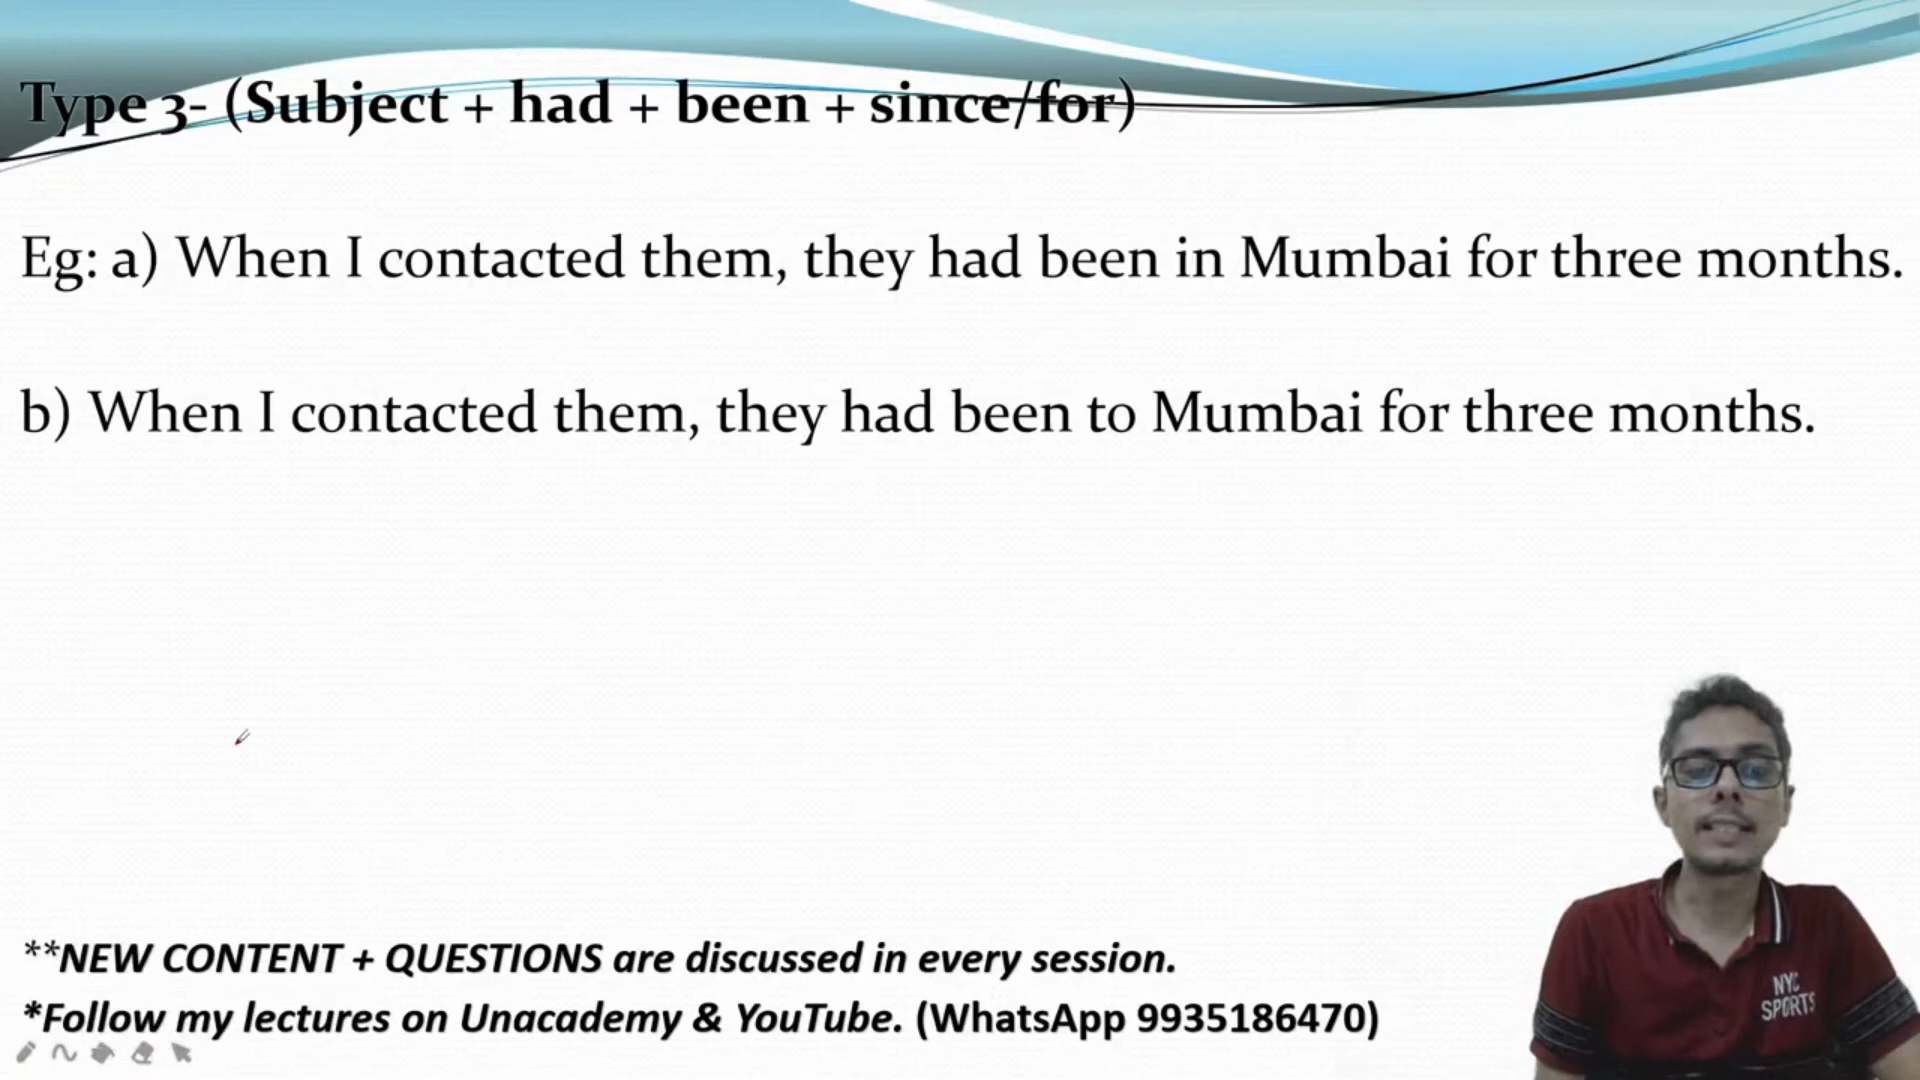 Type 3- (Subject + had + been + since/for)
Eg: a) When I contacted them, they had been in Mumbai for three months.
b) When I contacted them, they had been to Mumbai for three months.
**NEW CONTENT + QUESTIONS are discussed in every session.
*Follow my lectures on Unacademy & YouTube. (WhatsApp 9935186470)
NYC
SPORTS